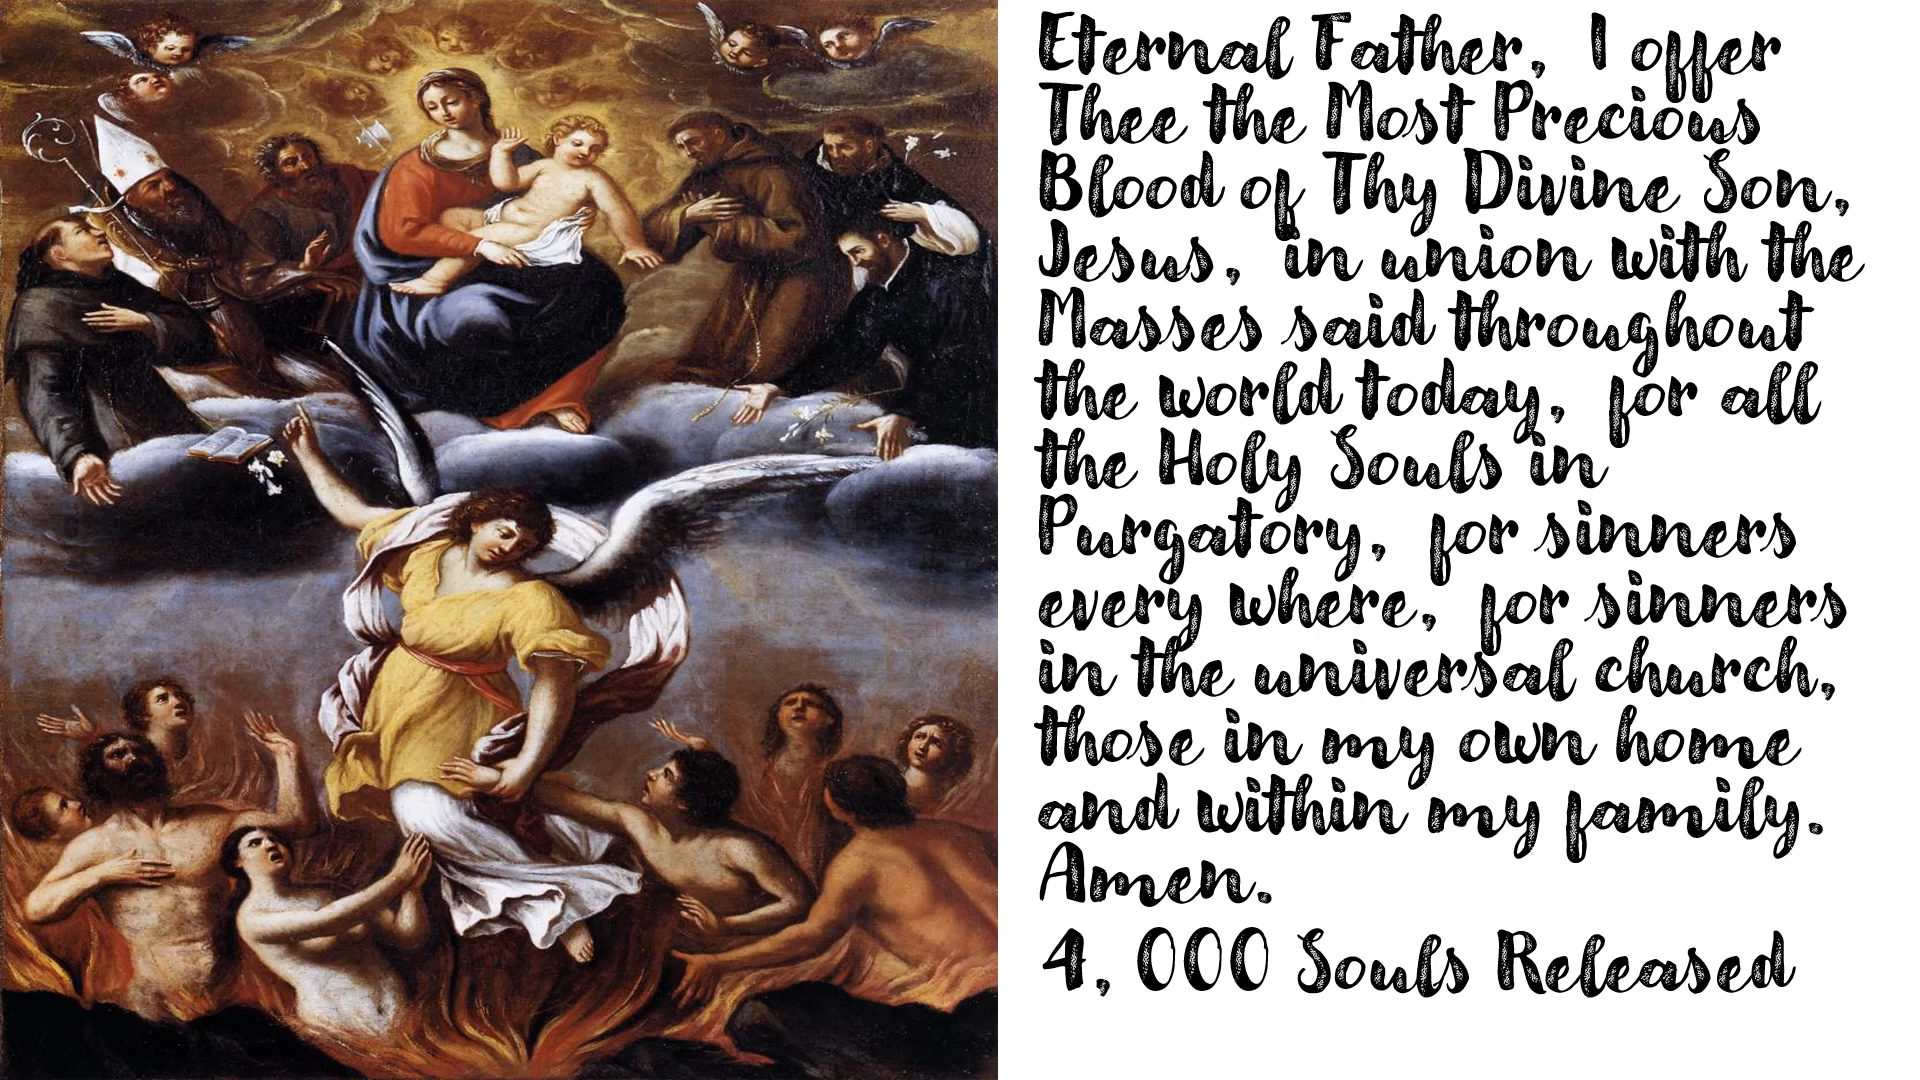 Eternal Father, I offer
Thee the Most Precious
Blood of Thy Divine Son,
Jesus, in union with the
Masses said throughout
the world today, for all
the Holy Souls in
Purgatory, for sinners
every where, for sinners
in the universal church,
those in my own home
and within my family.
Amen.
4, 000 Souls Released